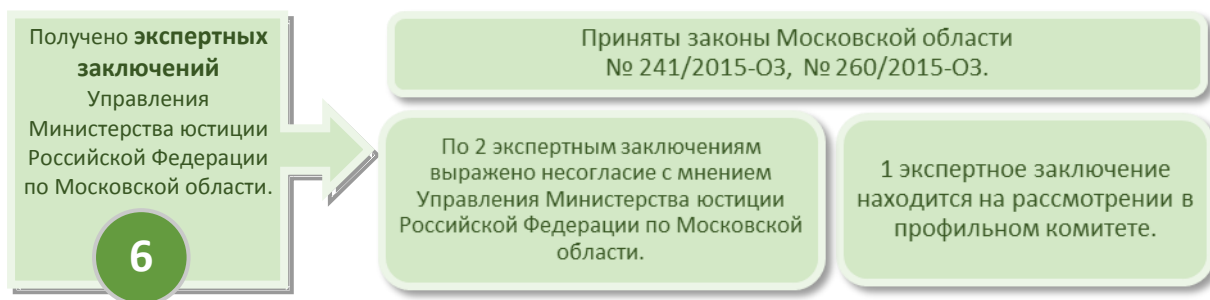 Получено экспертных
заключений
Управления
Министерства юстиции
Российской Федерации
по Московской области.
6
Приняты законы Московской области
№ 241/2015-ОЗ, № 260/2015-ОЗ.
По 2 экспертным заключениям
выражено несогласие с мнением
Управления Министерства юстиции
Российской Федерации по Московской
области.
1 экспертное заключение
находится на рассмотрении в
профильном комитете.